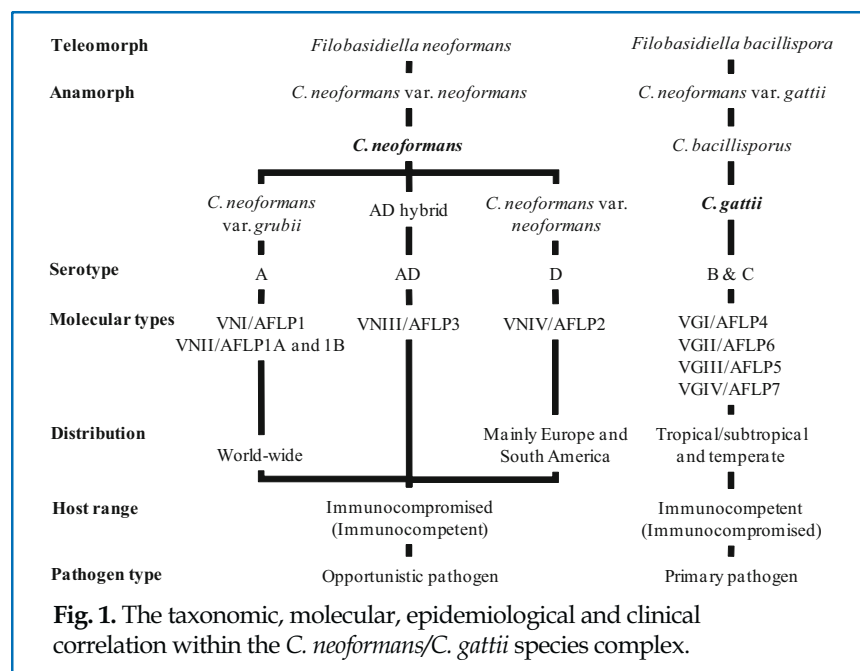 Teleomorph Filobasidiella neoformans Filobasidiella bacillispora
Anamorph C. neoformans var. neoformans C. neoformans var. gattii
C. neoformans C. bacillisporus
C. neoformans var. grubii AD hybrid C. neoformans var. neoformans C. gattii
Serotype A AD D B & C
Molecular types VNI/AFLP1 VNIII/AFLP3 VNIV/AFLP2 VGI/AFLP4
VNII/AFLP1A and 1B VGII/AFLP6
VGIII/AFLP5
VGIV/AFLP7
Distribution World-wide Mainly Europe and South America Tropical/subtropical and temperate
Host range Immunocompromised Immunocompetent
(Immunocompetent) (Immunocompromised)
Pathogen type Opportunistic pathogen Primary pathogen
Fig. 1. The taxonomic, molecular, epidemiological and clinical
correlation within the C. neoformans/C. gattii species complex.